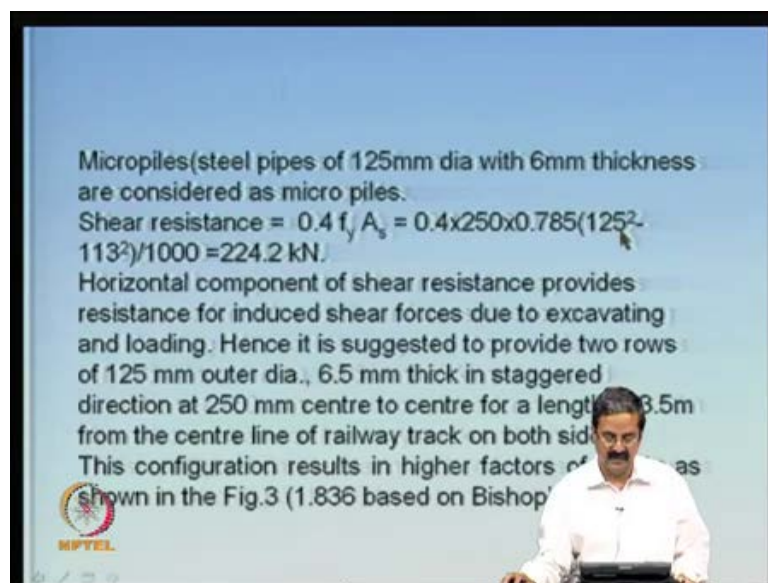 Micropiles(steel pipes of 125mm dia with 6mm thickness
are considered as micro piles.
Shear resistance = 0.4 fy As = 0.4x250x0.785(125²-
113²)/1000 =224.2 kN.
Horizontal component of shear resistance provides
resistance for induced shear forces due to excavating
and loading. Hence it is suggested to provide two rows
of 125 mm outer dia., 6.5 mm thick in staggered
direction at 250 mm centre to centre for a 3.5m
from the centre line of railway track on both
This configuration results in higher factors as
shown in the Fig.3 (1.836 based on Bishop
NPTEL